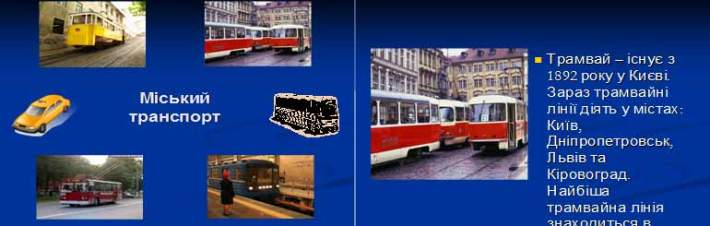 Міський
транспорт
Трамвай – існує з
1892 року у Києві.
Зараз трамвайні
лінії діять у містах:
Київ,
Дніпропетровськ,
Львів та
Кіровоград.
Найбіша
трамвайна лінія
знаходиться в